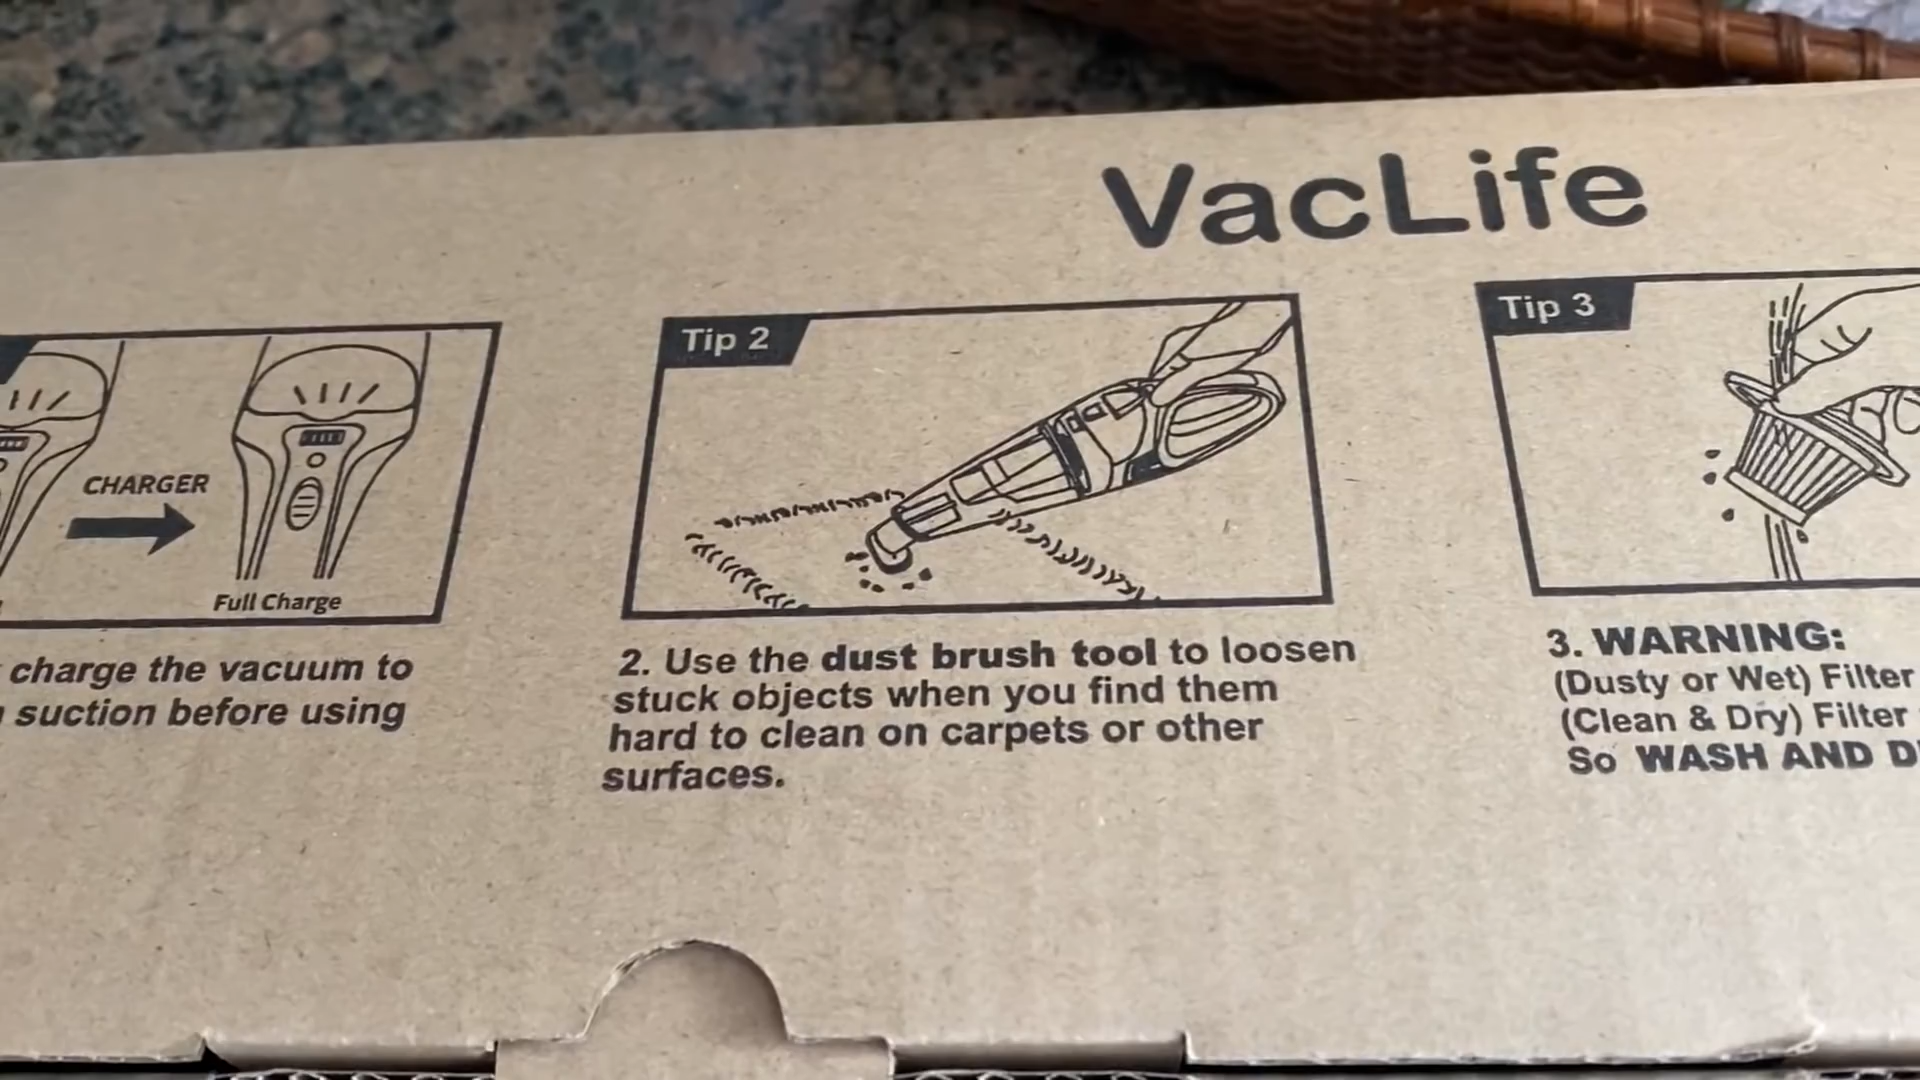 VacLife
CHARGER
Full Charge
charge the vacuum to
suction before using
Tip 2
2. Use the dust brush tool to loosen
stuck objects when you find them
hard to clean on carpets or other
surfaces.
Tip 3
3. WARNING:
(Dusty or Wet) Filter
(Clean & Dry) Filter
So WASH AND